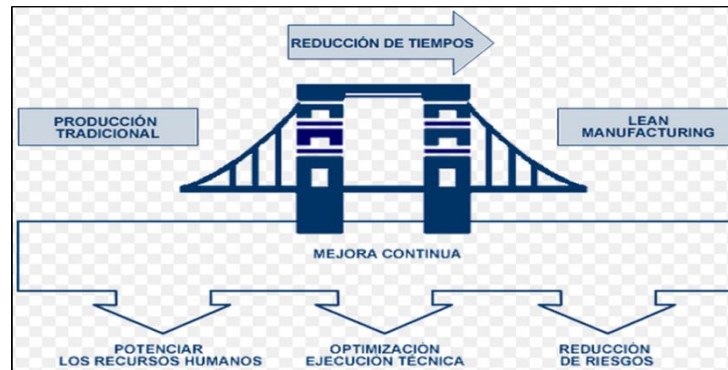 REDUCCIÓN DE TIEMPOS
PRODUCCIÓN
TRADICIONAL
LEAN
MANUFACTURING
MEJORA CONTINUA
POTENCIAR
LOS RECURSOS HUMANOS
OPTIMIZACIÓN
EJECUCIÓN TÉCNICA
REDUCCIÓN
DE RIESGOS